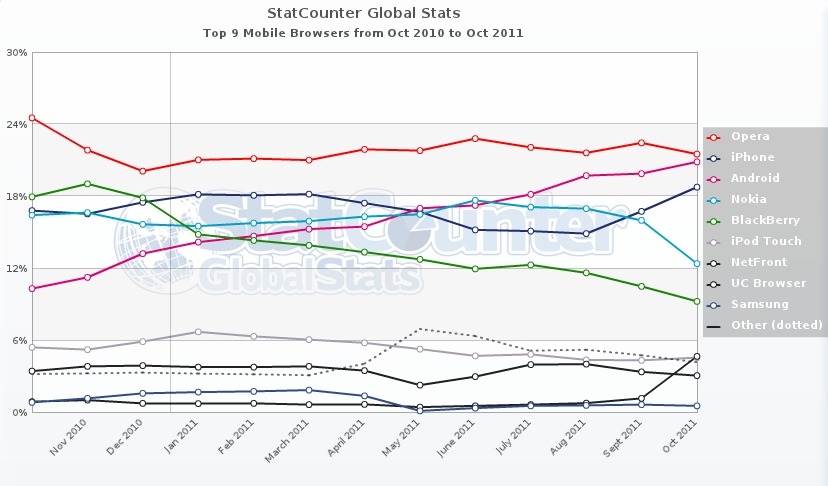 StatCounter Global Stats
Top 9 Mobile Browsers from Oct 2010 to Oct 2011
30%
24%
18%
12%
6%
0%
StatCounter
GlobalStats
Opera
iPhone
Android
Nokia
BlackBerry
iPod Touch
NetFront
UC Browser
Samsung
Other (dotted)
Nov 2010
Dec 2010
Jan 2011
Feb 2011
March 2011
April 2011
May 2011
June 2011
July 2011
Aug 2011
Sept 2011
Oct 2011